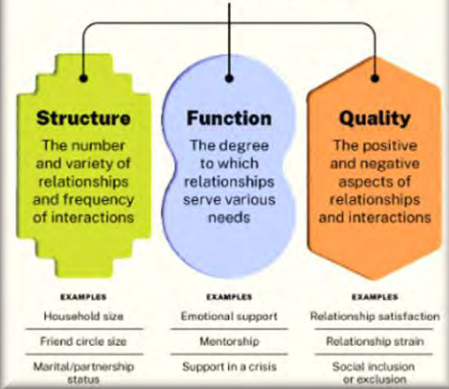 Structure
The number
and variety of
relationships
and frequency
of interactions
Function
The degree
to which
relationships
serve various
needs
Quality
The positive
and negative
aspects of
relationships
and interactions
EXAMPLES
Household size
Friend circle size
Marital/partnership
status
EXAMPLES
Emotional support
Mentorship
Support in a crisis
EXAMPLES
Relationship satisfaction
Relationship strain
Social inclusion
or exclusion